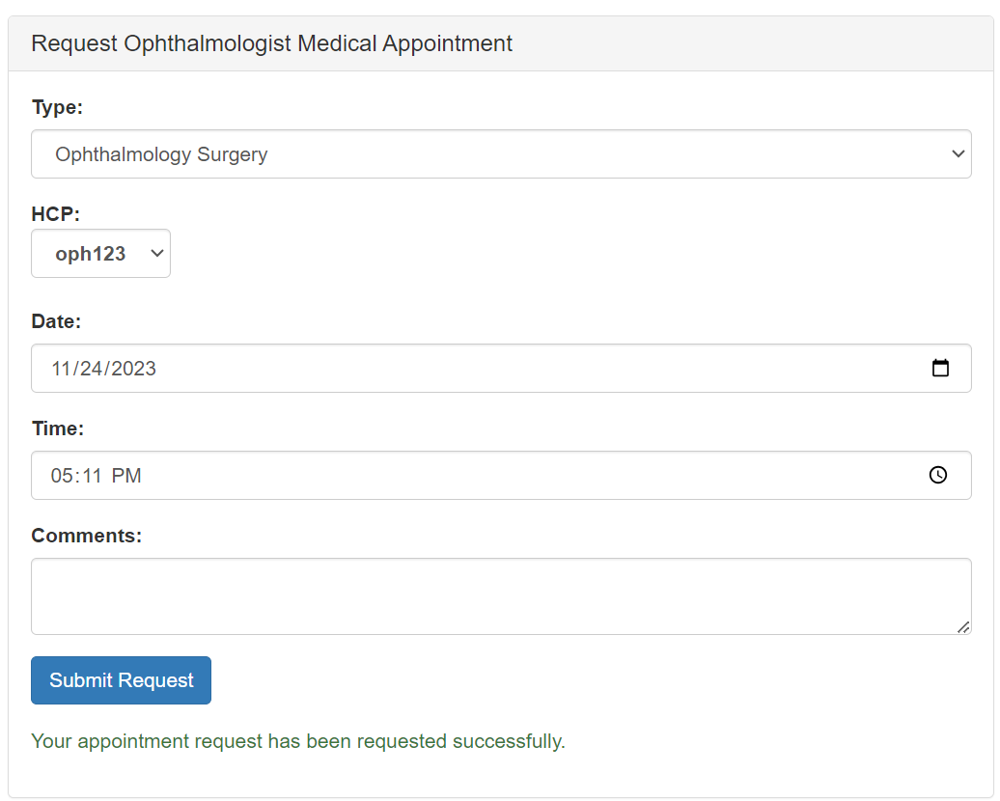 Request Ophthalmologist Medical Appointment
Type:
Ophthalmology Surgery
HCP:
oph123
Date:
11/24/2023
Time:
05:11 PM
Comments:
Submit Request
Your appointment request has been requested successfully.